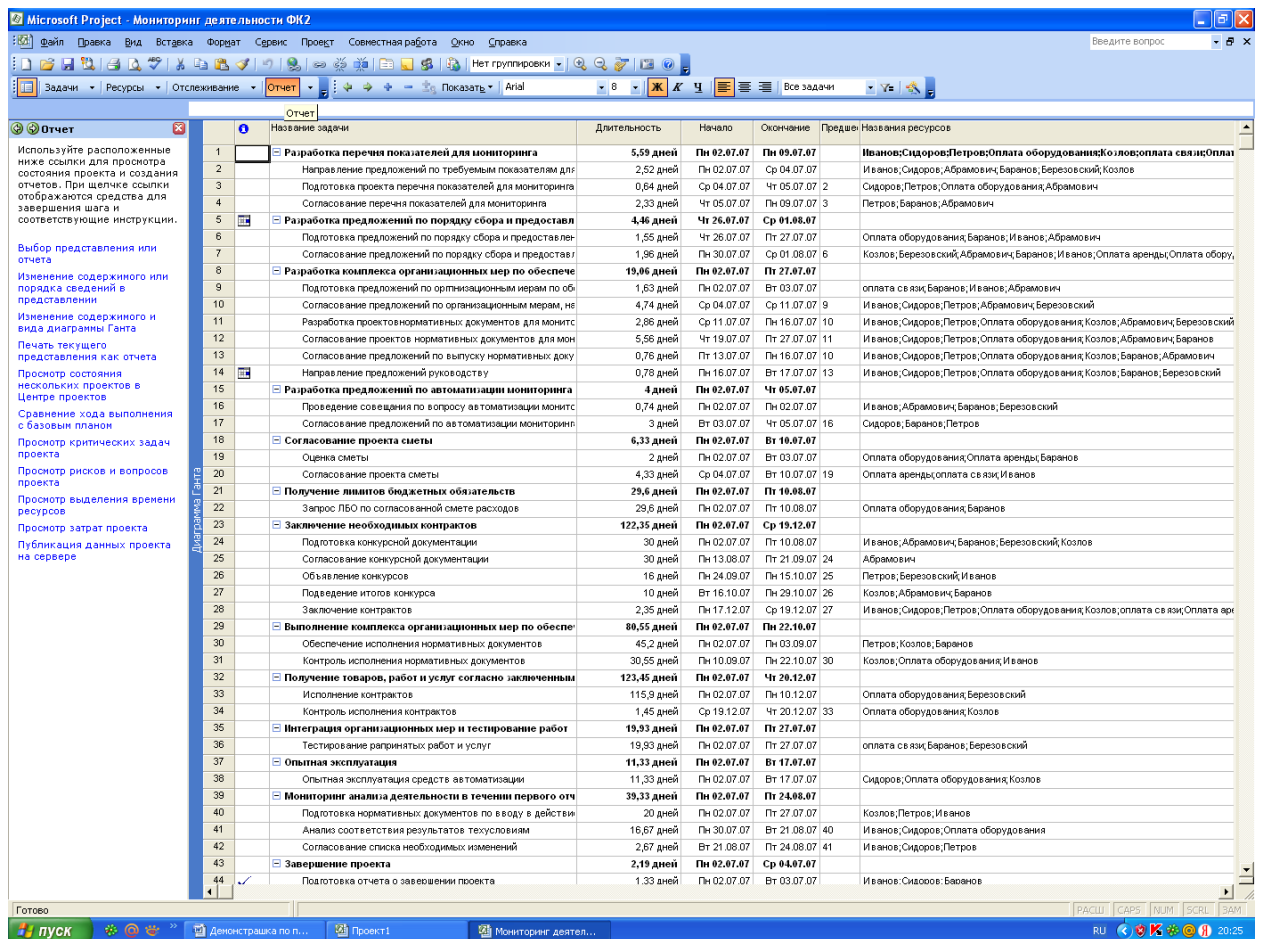 Microsoft Project - Мониторинг деятельности ФК2
Файл Правка Вид Вставка Формат Сервис Проект Совместная работа Окно Справка Введите вопрос
Нет группировки
Задачи Ресурсы Отслеживание Отчет Показать Arial 8 Ж К Ч Все задачи
Отчет
Отчет
Используйте расположенные
ниже ссылки для просмотра
состояния проекта и создания
отчетов. При щелчке ссылки
отображаются средства для
завершения шага и
соответствующие инструкции.
Выбор представления или
отчета
Изменение содержимого или
порядка сведений в
представлении
Изменение содержимого и
вида диаграммы Ганта
Печать текущего
представления как отчета
Просмотр состояния
нескольких проектов в
Центре проектов
Сравнение хода выполнения
с базовым планом
Просмотр критических задач
проекта
Просмотр рисков и вопросов
проекта
Просмотр выделения времени
ресурсов
Просмотр затрат проекта
Публикация данных проекта
на сервере
Диаграмма Ганта
Название задачи Длительность Начало Окончание Предшес Названия ресурсов
1 Разработка перечня показателей для мониторинга 5,59 дней Пн 02.07.07 Пн 09.07.07 Иванов;Сидоров;Петров;Оплата оборудования;Козлов;оплата связи;Оплат
2 Направление предложений по требуемым показателям для 2,52 дней Пн 02.07.07 Ср 04.07.07 Иванов;Сидоров;Абрамович;Баранов;Березовский;Козлов
3 Подготовка проекта перечня показателей для мониторинга 0,64 дней Ср 04.07.07 Чт 05.07.07 2 Сидоров;Петров;Оплата оборудования;Абрамович
4 Согласование перечня показателей для мониторинга 2,33 дней Чт 05.07.07 Пн 09.07.07 3 Петров;Баранов;Абрамович
5 Разработка предложений по порядку сбора и предоставл 4,46 дней Чт 26.07.07 Ср 01.08.07
6 Подготовка предложений по порядку сбора и предоставлен 1,55 дней Чт 26.07.07 Пт 27.07.07 Оплата оборудования;Баранов;Иванов;Абрамович
7 Согласование предложений по порядку сбора и предостав 1,96 дней Пн 30.07.07 Ср 01.08.07 6 Козлов;Березовский;Абрамович;Баранов;Иванов;Оплата аренды;Оплата обору,
8 Разработка комплекса организационных мер по обеспече 19,06 дней Пн 02.07.07 Пт 27.07.07
9 Подготовка предложений по орпнизационным иерам по об 1,63 дней Пн 02.07.07 Вт 03.07.07 оплата связи;Баранов;Иванов;Абрамович
10 Согласование предложений по организационным мерам, не 4,74 дней Ср 04.07.07 Ср 11.07.07 9 Иванов;Сидоров;Петров;Абрамович;Березовский
11 Разработка проектовнормативных документов для монитс 2,86 дней Ср 11.07.07 Пн 16.07.07 10 Иванов;Сидоров;Петров;Оплата оборудования;Козлов;Абрамович;Березовский
12 Согласование проектов нормативных документов для мон 5,56 дней Чт 19.07.07 Пт 27.07.07 11 Иванов;Сидоров;Петров;Оплата оборудования;Козлов;Абрамович;Баранов
13 Согласование предложений по выпуску нормативных доку 0,76 дней Пт 13.07.07 Пн 16.07.07 10 Иванов;Сидоров;Петров;Оплата оборудования;Козлов;Баранов;Абрамович
14 Направление предложений руководству 0,78 дней Пн 16.07.07 Вт 17.07.07 13 Иванов;Сидоров;Петров;Оплата оборудования;Козлов;Баранов;Березовский
15 Разработка предложений по автоматизации мониторинга 4 дней Пн 02.07.07 Чт 05.07.07
16 Проведение совещания по вопросу автоматизации монитс 0,74 дней Пн 02.07.07 Пн 02.07.07 Иванов;Абрамович;Баранов;Березовский
17 Согласование предложений по автоматизации мониторинг 3 дней Вт 03.07.07 Чт 05.07.07 16 Сидоров;Баранов;Петров
18 Согласование проекта сметы 6,33 дней Пн 02.07.07 Вт 10.07.07
19 Оценка сметы 2 дней Пн 02.07.07 Вт 03.07.07 Оплата оборудования;Оплата аренды;Баранов
20 Согласование проекта сметы 4,33 дней Ср 04.07.07 Вт 10.07.07 19 Оплата аренды;оплата связи;Иванов
21 Получение лимитов бюджетных обязательств 29,6 дней Пн 02.07.07 Пт 10.08.07
22 Запрос ЛБО по согласованной смете расходов 29,6 дней Пн 02.07.07 Пт 10.08.07 Оплата оборудования;Баранов
23 Заключение необходимых контрактов 122,35 дней Пн 02.07.07 Ср 19.12.07
24 Подготовка конкурсной документации 30 дней Пн 02.07.07 Пт 10.08.07 Иванов;Абрамович;Баранов;Березовский;Козлов
25 Согласование конкурсной документации 30 дней Пн 13.08.07 Пт 21.09.07 24 Абрамович
26 Объявление конкурсов 16 дней Пн 24.09.07 Пн 15.10.07 25 Петров;Березовский;Иванов
27 Подведение итогов конкурса 10 дней Вт 16.10.07 Пн 29.10.07 26 Козлов;Абрамович;Баранов
28 Заключение контрактов 2,35 дней Пн 17.12.07 Ср 19.12.07 27 Иванов;Сидоров;Петров;Оплата оборудования;Козлов;оплата связи;Оплата аре
29 Выполнение комплекса организационных мер по обеспе 80,55 дней Пн 02.07.07 Пн 22.10.07
30 Обеспечение исполнения нормативных документов 45,2 дней Пн 02.07.07 Пн 03.09.07 Петров;Козлов;Баранов
31 Контроль исполнения нормативных документов 30,55 дней Пн 10.09.07 Пн 22.10.07 30 Козлов;Оплата оборудования;Иванов
32 Получение товаров, работ и услуг согласно заключенным 123,45 дней Пн 02.07.07 Чт 20.12.07
33 Исполнение контрактов 115,9 дней Пн 02.07.07 Пн 10.12.07 Оплата оборудования;Березовский
34 Контроль исполнения контрактов 1,45 дней Ср 19.12.07 Чт 20.12.07 33 Оплата оборудования;Козлов
35 Интеграция организационных мер и тестирование работ 19,93 дней Пн 02.07.07 Пт 27.07.07
36 Тестирование рапринятых работ и услуг 19,93 дней Пн 02.07.07 Пт 27.07.07 оплата связи;Баранов;Березовский
37 Опытная эксплуатация 11,33 дней Пн 02.07.07 Вт 17.07.07
38 Опытная эксплуатация средств автоматизации 11,33 дней Пн 02.07.07 Вт 17.07.07 Сидоров;Оплата оборудования;Козлов
39 Мониторинг анализа деятельности в течении первого отч 39,33 дней Пн 02.07.07 Пт 24.08.07
40 Подготовка нормативных документов по вводу в действи 20 дней Пн 02.07.07 Пт 27.07.07 Козлов;Петров;Иванов
41 Анализ соответствия результатов техусловиям 16,67 дней Пн 30.07.07 Вт 21.08.07 40 Иванов;Сидоров;Оплата оборудования
42 Согласование списка необходимых изменений 2,67 дней Вт 21.08.07 Пт 24.08.07 41 Иванов;Сидоров;Петров
43 Завершение проекта 2,19 дней Пн 02.07.07 Ср 04.07.07
44 Подготовка отчета о завершении проекта 1,33 дней Пн 02.07.07 Вт 03.07.07 Иванов;Сидоров;Баранов
Готово РАСШ CAPS NUM SCRL ЗАМ
пуск Демонстрашка по п... Проект1 Мониторинг деятел... RU 20:25